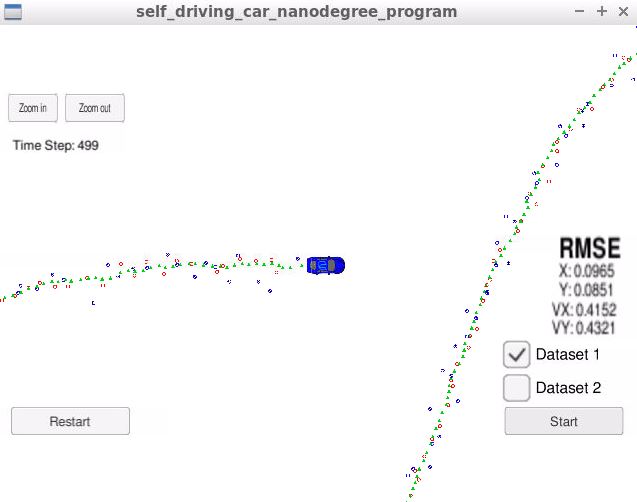 self_driving_car_nanodegree_program
Zoom in
Zoom out
Time Step: 499
RMSE
X: 0.0965
Y: 0.0851
VX: 0.4152
VY: 0.4321
Dataset 1
Dataset 2
Restart
Start